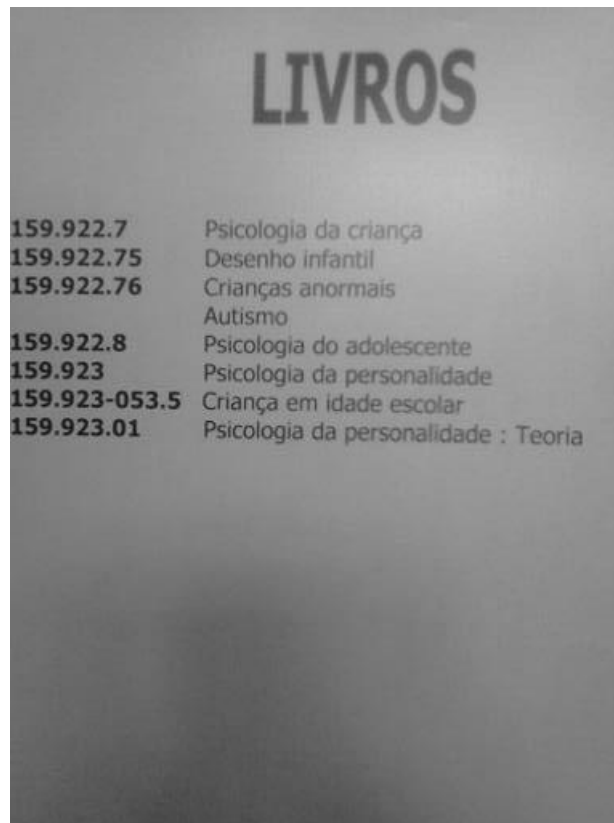 LIVROS
159.922.7 Psicologia da criança
159.922.75 Desenho infantil
159.922.76 Crianças anormais
Autismo
159.922.8 Psicologia do adolescente
159.923 Psicologia da personalidade
159.923-053.5 Criança em idade escolar
159.923.01 Psicologia da personalidade : Teoria